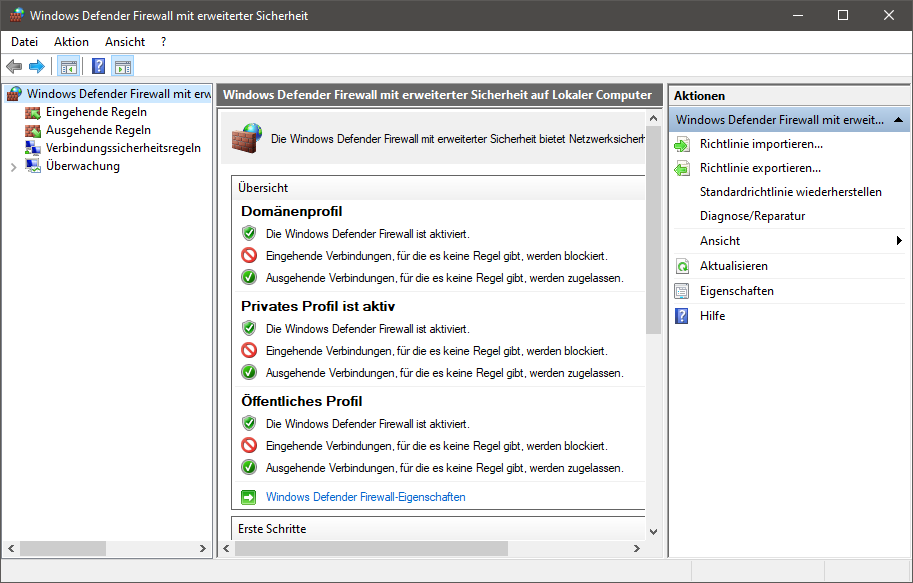 Windows Defender Firewall mit erweiterter Sicherheit
Datei Aktion Ansicht ?
Windows Defender Firewall mit erw
Eingehende Regeln
Ausgehende Regeln
Verbindungssicherheitsregeln
Überwachung
Windows Defender Firewall mit erweiterter Sicherheit auf Lokaler Computer
Die Windows Defender Firewall mit erweiterter Sicherheit bietet Netzwerksicherh
Übersicht
Domänenprofil
Die Windows Defender Firewall ist aktiviert.
Eingehende Verbindungen, für die es keine Regel gibt, werden blockiert.
Ausgehende Verbindungen, für die es keine Regel gibt, werden zugelassen.
Privates Profil ist aktiv
Die Windows Defender Firewall ist aktiviert.
Eingehende Verbindungen, für die es keine Regel gibt, werden blockiert.
Ausgehende Verbindungen, für die es keine Regel gibt, werden zugelassen.
Öffentliches Profil
Die Windows Defender Firewall ist aktiviert.
Eingehende Verbindungen, für die es keine Regel gibt, werden blockiert.
Ausgehende Verbindungen, für die es keine Regel gibt, werden zugelassen.
Windows Defender Firewall-Eigenschaften
Erste Schritte
Aktionen
Windows Defender Firewall mit erweit...
Richtlinie importieren...
Richtlinie exportieren...
Standardrichtlinie wiederherstellen
Diagnose/Reparatur
Ansicht
Aktualisieren
Eigenschaften
Hilfe